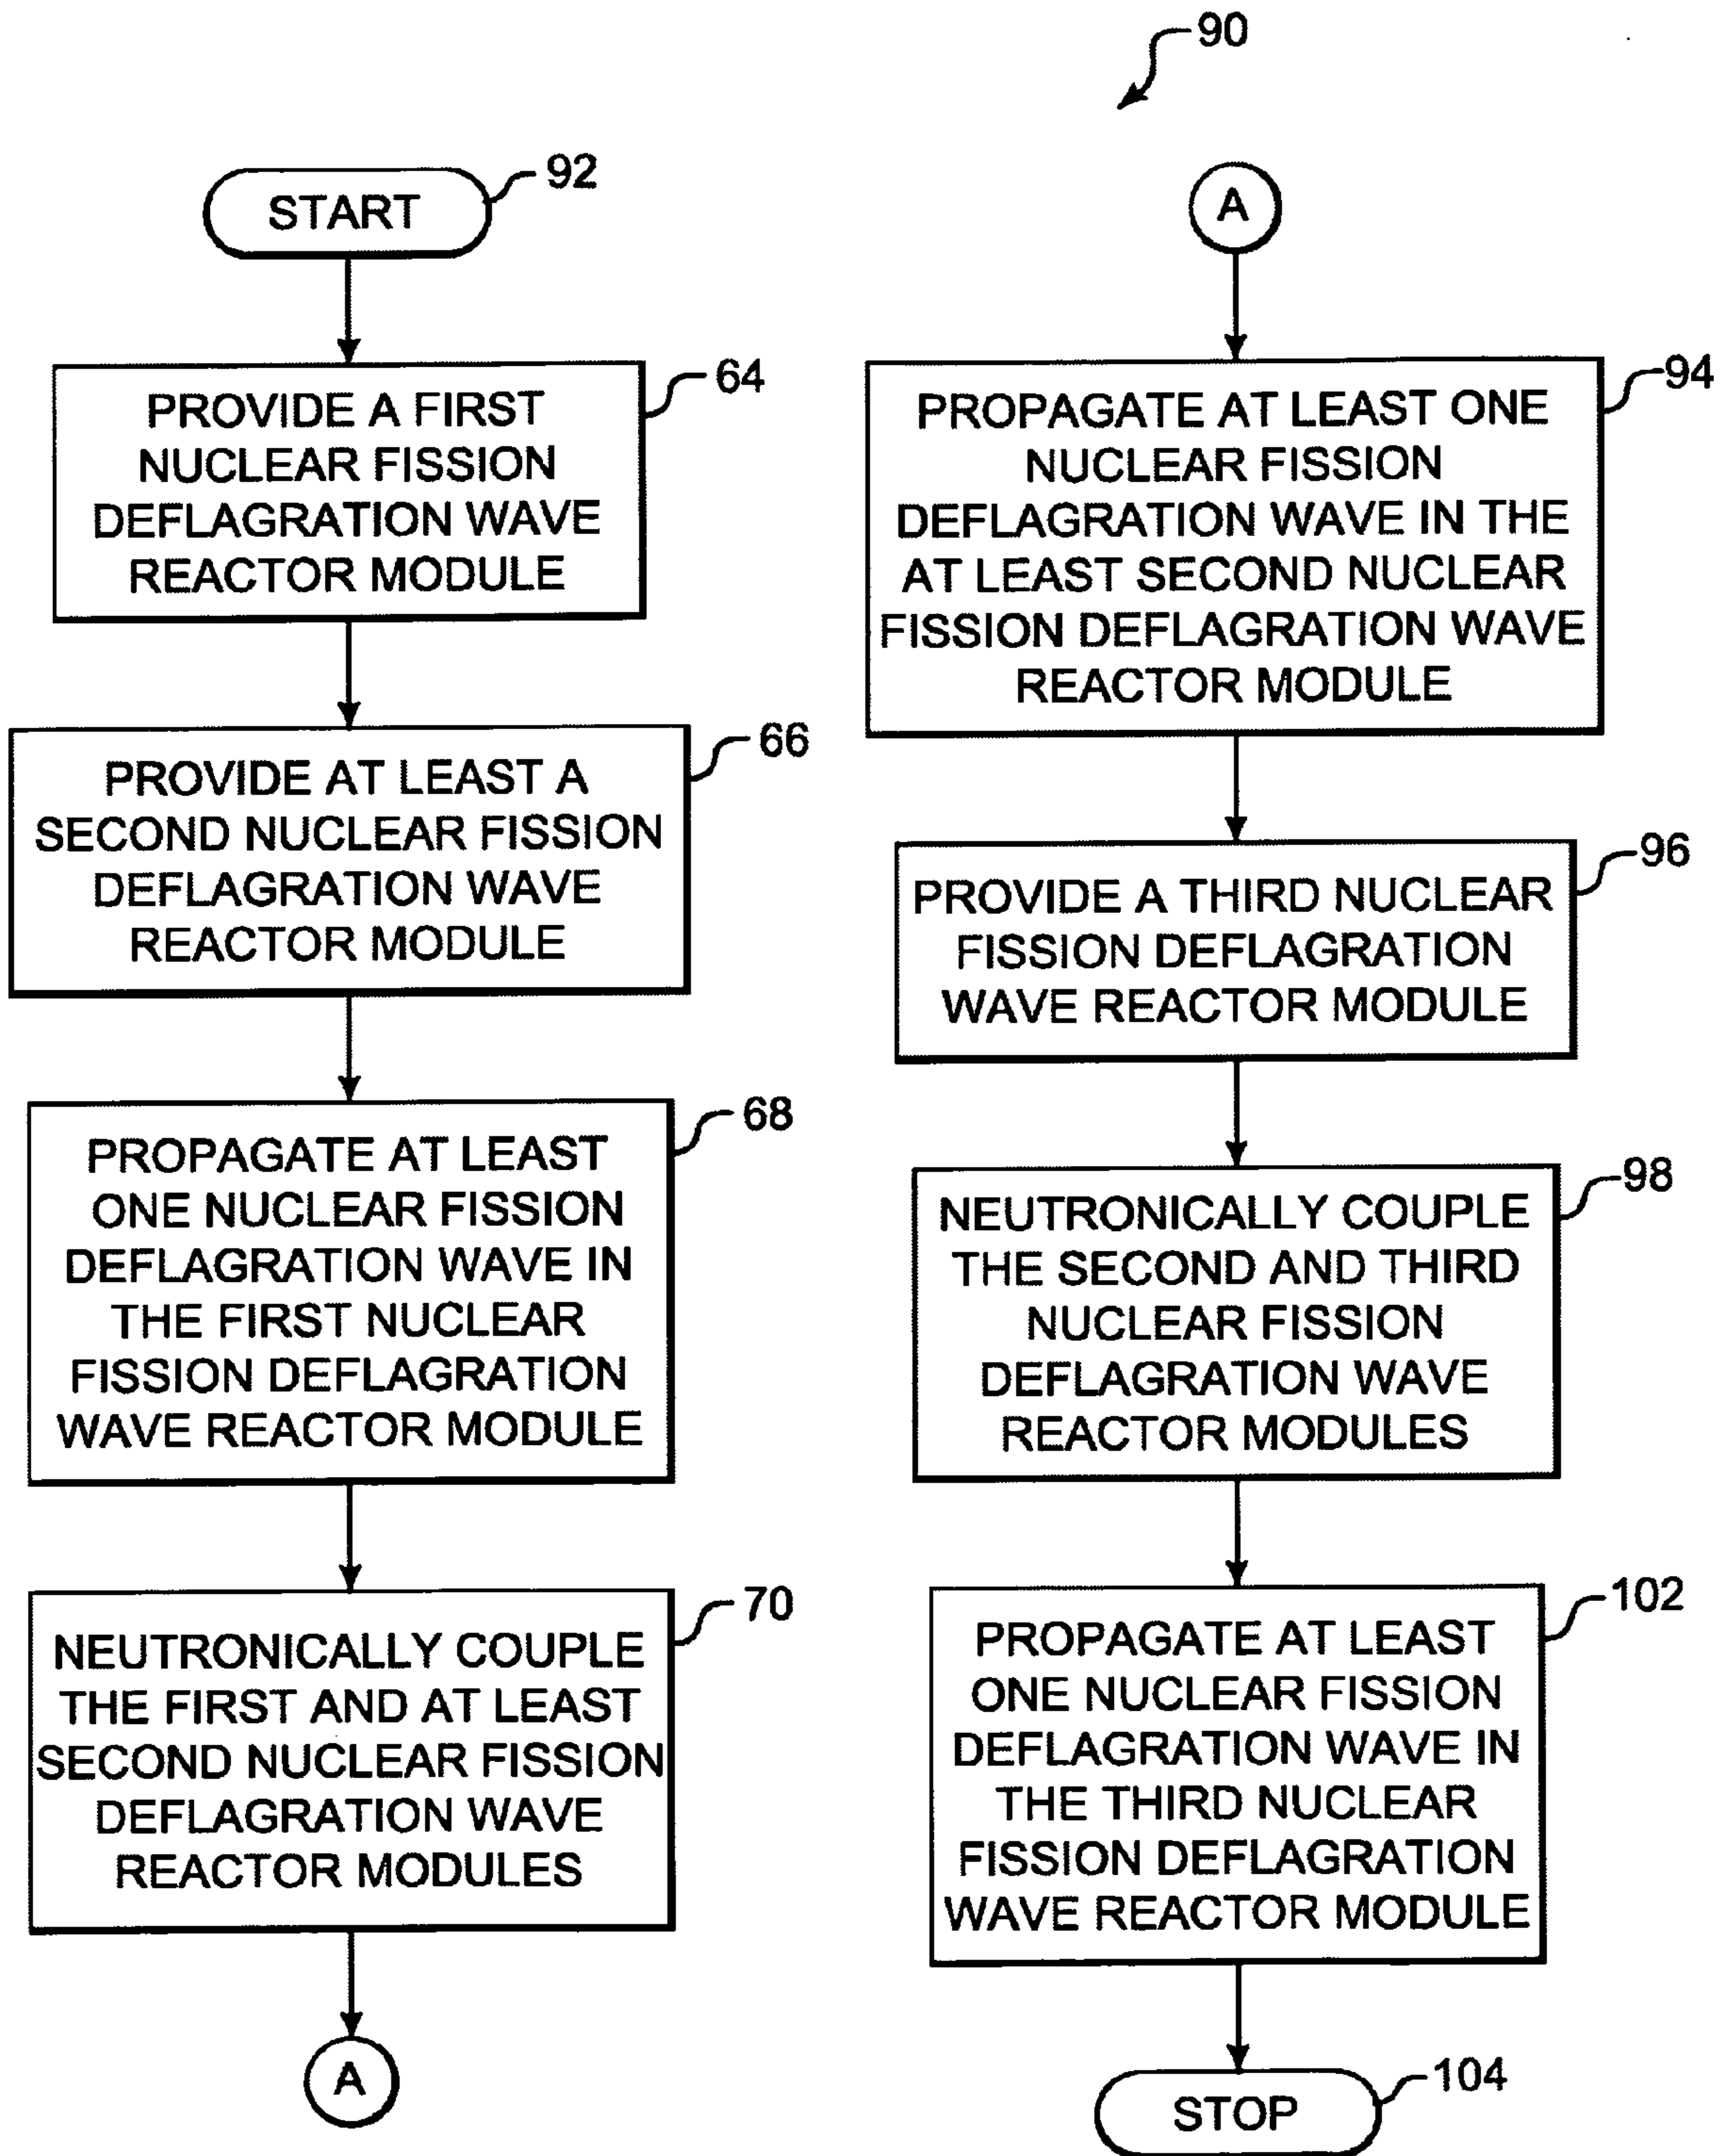 90
START
92
PROVIDE A FIRST
NUCLEAR FISSION
DEFLAGRATION WAVE
REACTOR MODULE
64
PROVIDE AT LEAST A
SECOND NUCLEAR FISSION
DEFLAGRATION WAVE
REACTOR MODULE
66
PROPAGATE AT LEAST
ONE NUCLEAR FISSION
DEFLAGRATION WAVE IN
THE FIRST NUCLEAR
FISSION DEFLAGRATION
WAVE REACTOR MODULE
68
NEUTRONICALLY COUPLE
THE FIRST AND AT LEAST
SECOND NUCLEAR FISSION
DEFLAGRATION WAVE
REACTOR MODULES
70
A
A
PROPAGATE AT LEAST ONE
NUCLEAR FISSION
DEFLAGRATION WAVE IN THE
AT LEAST SECOND NUCLEAR
FISSION DEFLAGRATION WAVE
REACTOR MODULE
94
PROVIDE A THIRD NUCLEAR
FISSION DEFLAGRATION
WAVE REACTOR MODULE
96
NEUTRONICALLY COUPLE
THE SECOND AND THIRD
NUCLEAR FISSION
DEFLAGRATION WAVE
REACTOR MODULES
98
PROPAGATE AT LEAST
ONE NUCLEAR FISSION
DEFLAGRATION WAVE IN
THE THIRD NUCLEAR
FISSION DEFLAGRATION
WAVE REACTOR MODULE
102
STOP
104